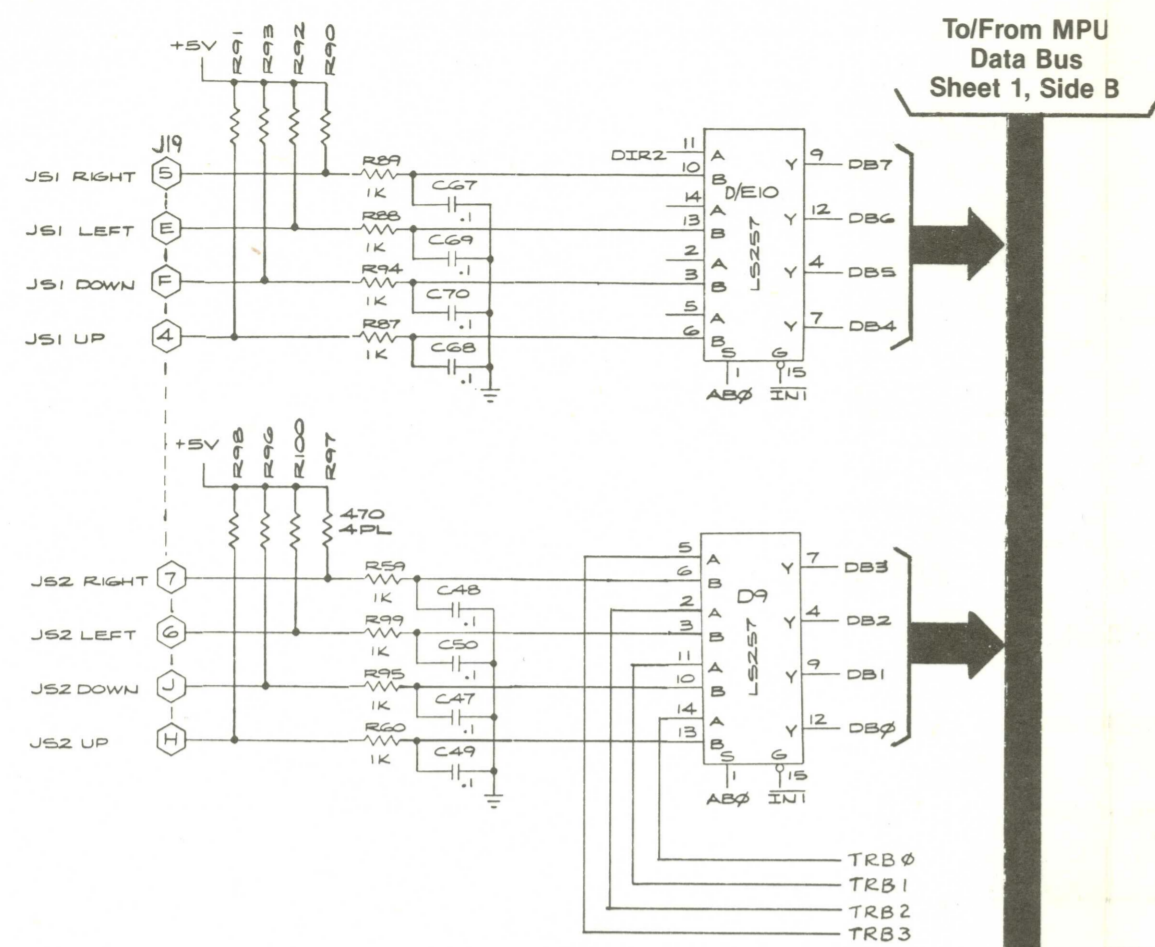 To/From MPU
Data Bus
Sheet 1, Side B
+5V R91 R93 R92 R90
J19
JS1 RIGHT 5 R89 1K C67 .1
JS1 LEFT E R88 1K C69 .1
JS1 DOWN F R94 1K C70 .1
JS1 UP 4 R87 1K C68 .1
DIR2 11 A Y 9 DB7
10 B
D/E10
14 A Y 12 DB6
13 B
LS257
2 A Y 4 DB5
3 B
5 A Y 7 DB4
6 B
S G
1 15
ABØ IN1
+5V R98 R96 R100 R97
470
4PL
JS2 RIGHT 7 R59 1K C48 .1
JS2 LEFT 6 R99 1K C50 .1
JS2 DOWN J R95 1K C47 .1
JS2 UP H R60 1K C49 .1
5 A Y 7 DB3
6 B
D9
2 A Y 4 DB2
3 B
LS257
11 A Y 9 DB1
10 B
14 A Y 12 DBØ
13 B
S G
1 15
ABØ IN1
TRBØ
TRB1
TRB2
TRB3